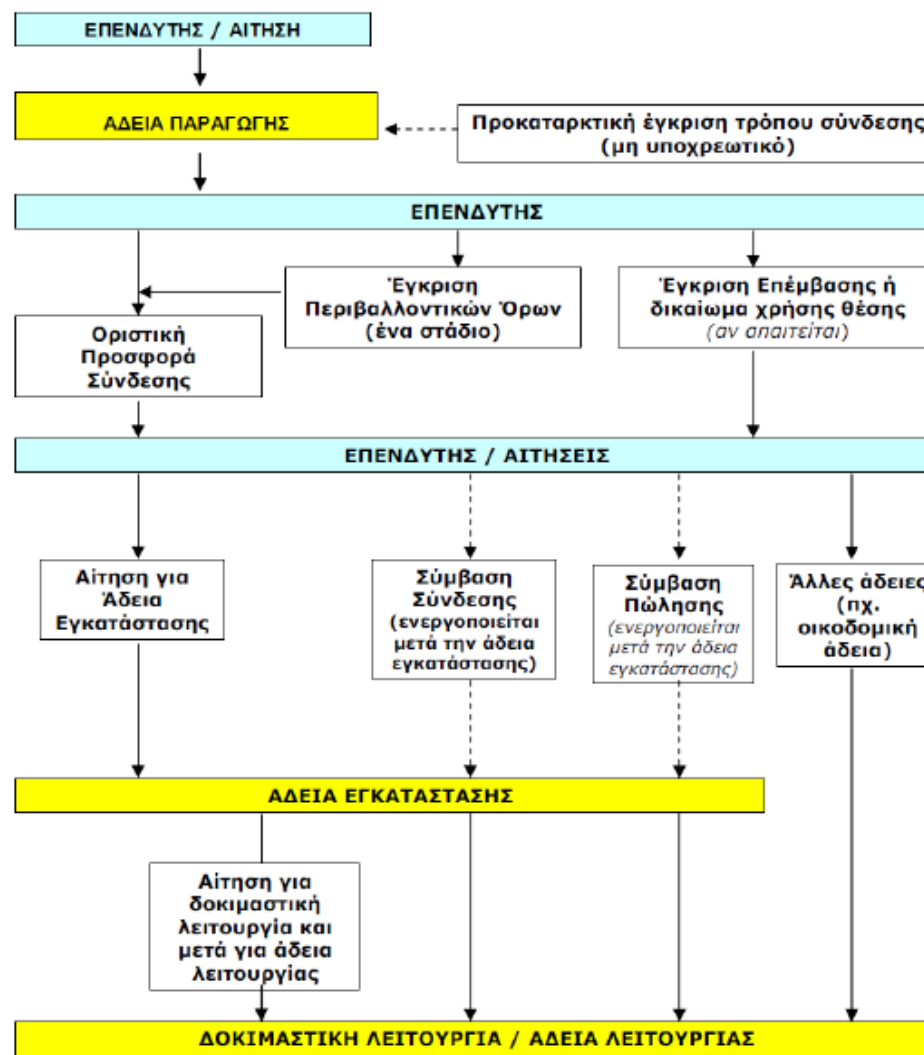 ΕΠΕΝΔΥΤΗΣ / ΑΙΤΗΣΗ
ΑΔΕΙΑ ΠΑΡΑΓΩΓΗΣ
Προκαταρκτική έγκριση τρόπου σύνδεσης
(μη υποχρεωτικό)
ΕΠΕΝΔΥΤΗΣ
Έγκριση
Περιβαλλοντικών Όρων
(ένα στάδιο)
Έγκριση Επέμβασης ή
δικαίωμα χρήσης θέσης
(αν απαιτείται)
Οριστική
Προσφορά
Σύνδεσης
ΕΠΕΝΔΥΤΗΣ / ΑΙΤΗΣΕΙΣ
Αίτηση για
Άδεια
Εγκατάστασης
Σύμβαση
Σύνδεσης
(ενεργοποιείται
μετά την άδεια
εγκατάστασης)
Σύμβαση
Πώλησης
(ενεργοποιείται
μετά την άδεια
εγκατάστασης)
Άλλες άδειες
(πχ.
οικοδομική
άδεια)
ΑΔΕΙΑ ΕΓΚΑΤΑΣΤΑΣΗΣ
Αίτηση για
δοκιμαστική
λειτουργία και
μετά για άδεια
λειτουργίας
ΔΟΚΙΜΑΣΤΙΚΗ ΛΕΙΤΟΥΡΓΙΑ / ΑΔΕΙΑ ΛΕΙΤΟΥΡΓΙΑΣ